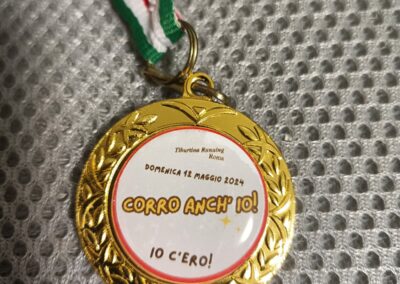 Tiburtina Running
Roma
DOMENICA 12 MAGGIO 2024
CORRO ANCH' IO!
IO C'ERO!